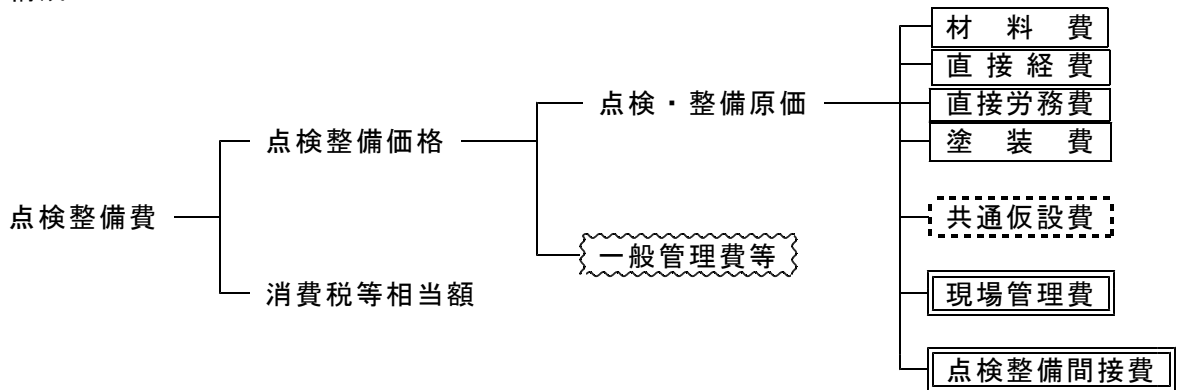 材料費
直接経費
点検・整備原価
直接労務費
点検整備価格
塗装費
点検整備費
共通仮設費
一般管理費等
消費税等相当額
現場管理費
点検整備間接費